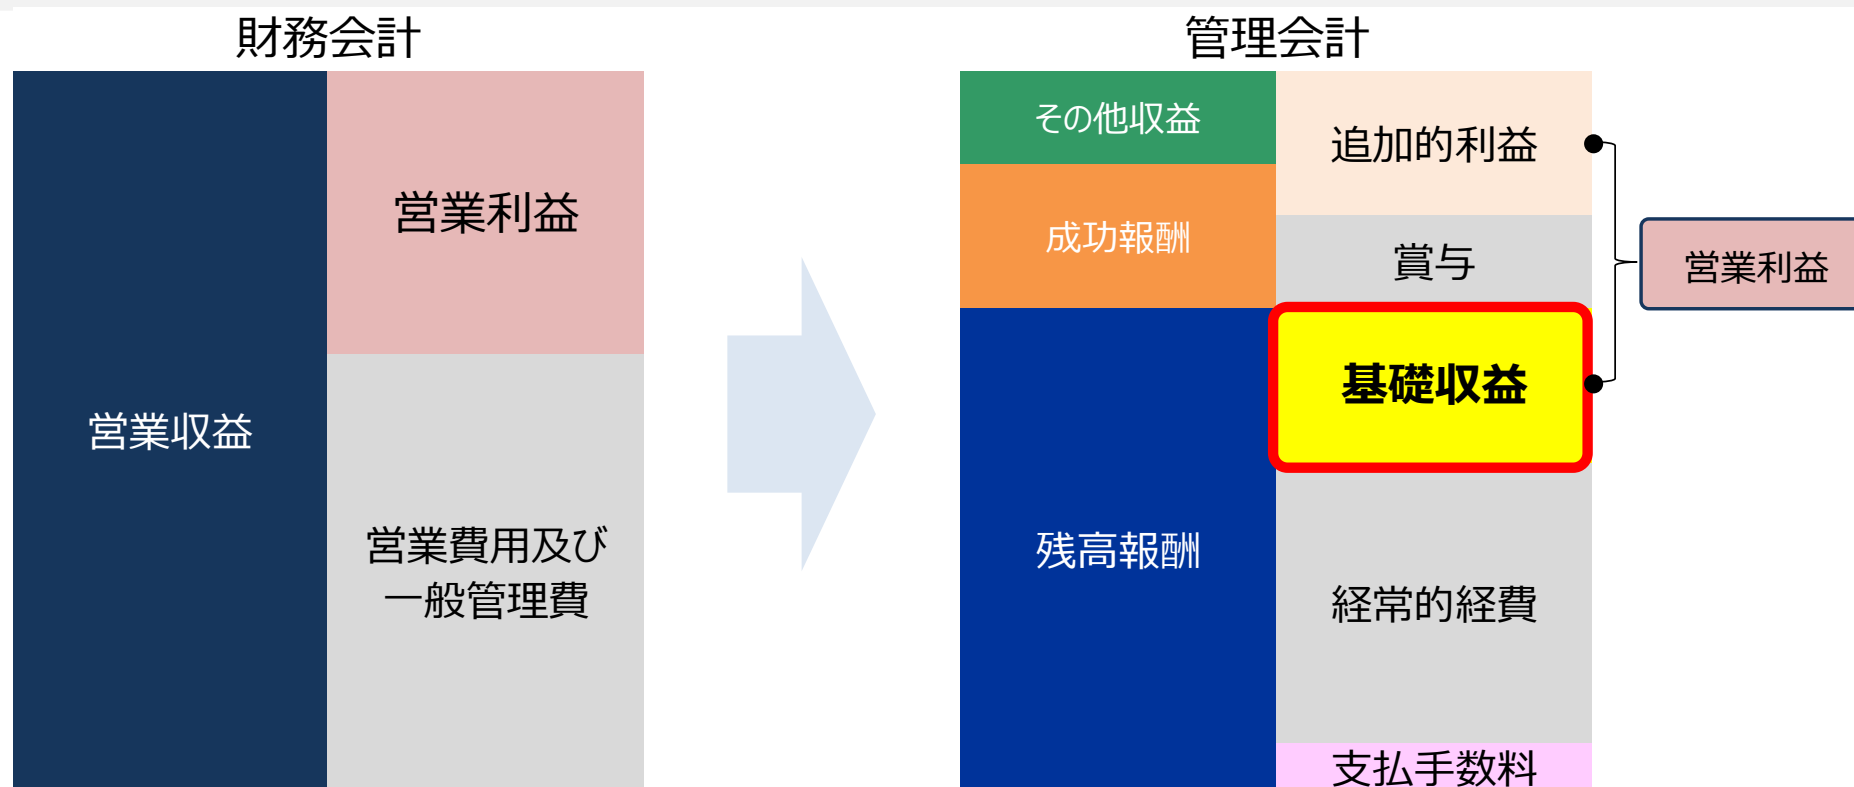 財務会計
営業収益
営業利益
営業費用及び
一般管理費
管理会計
その他収益
成功報酬
残高報酬
追加的利益
賞与
基礎収益
経常的経費
支払手数料
営業利益